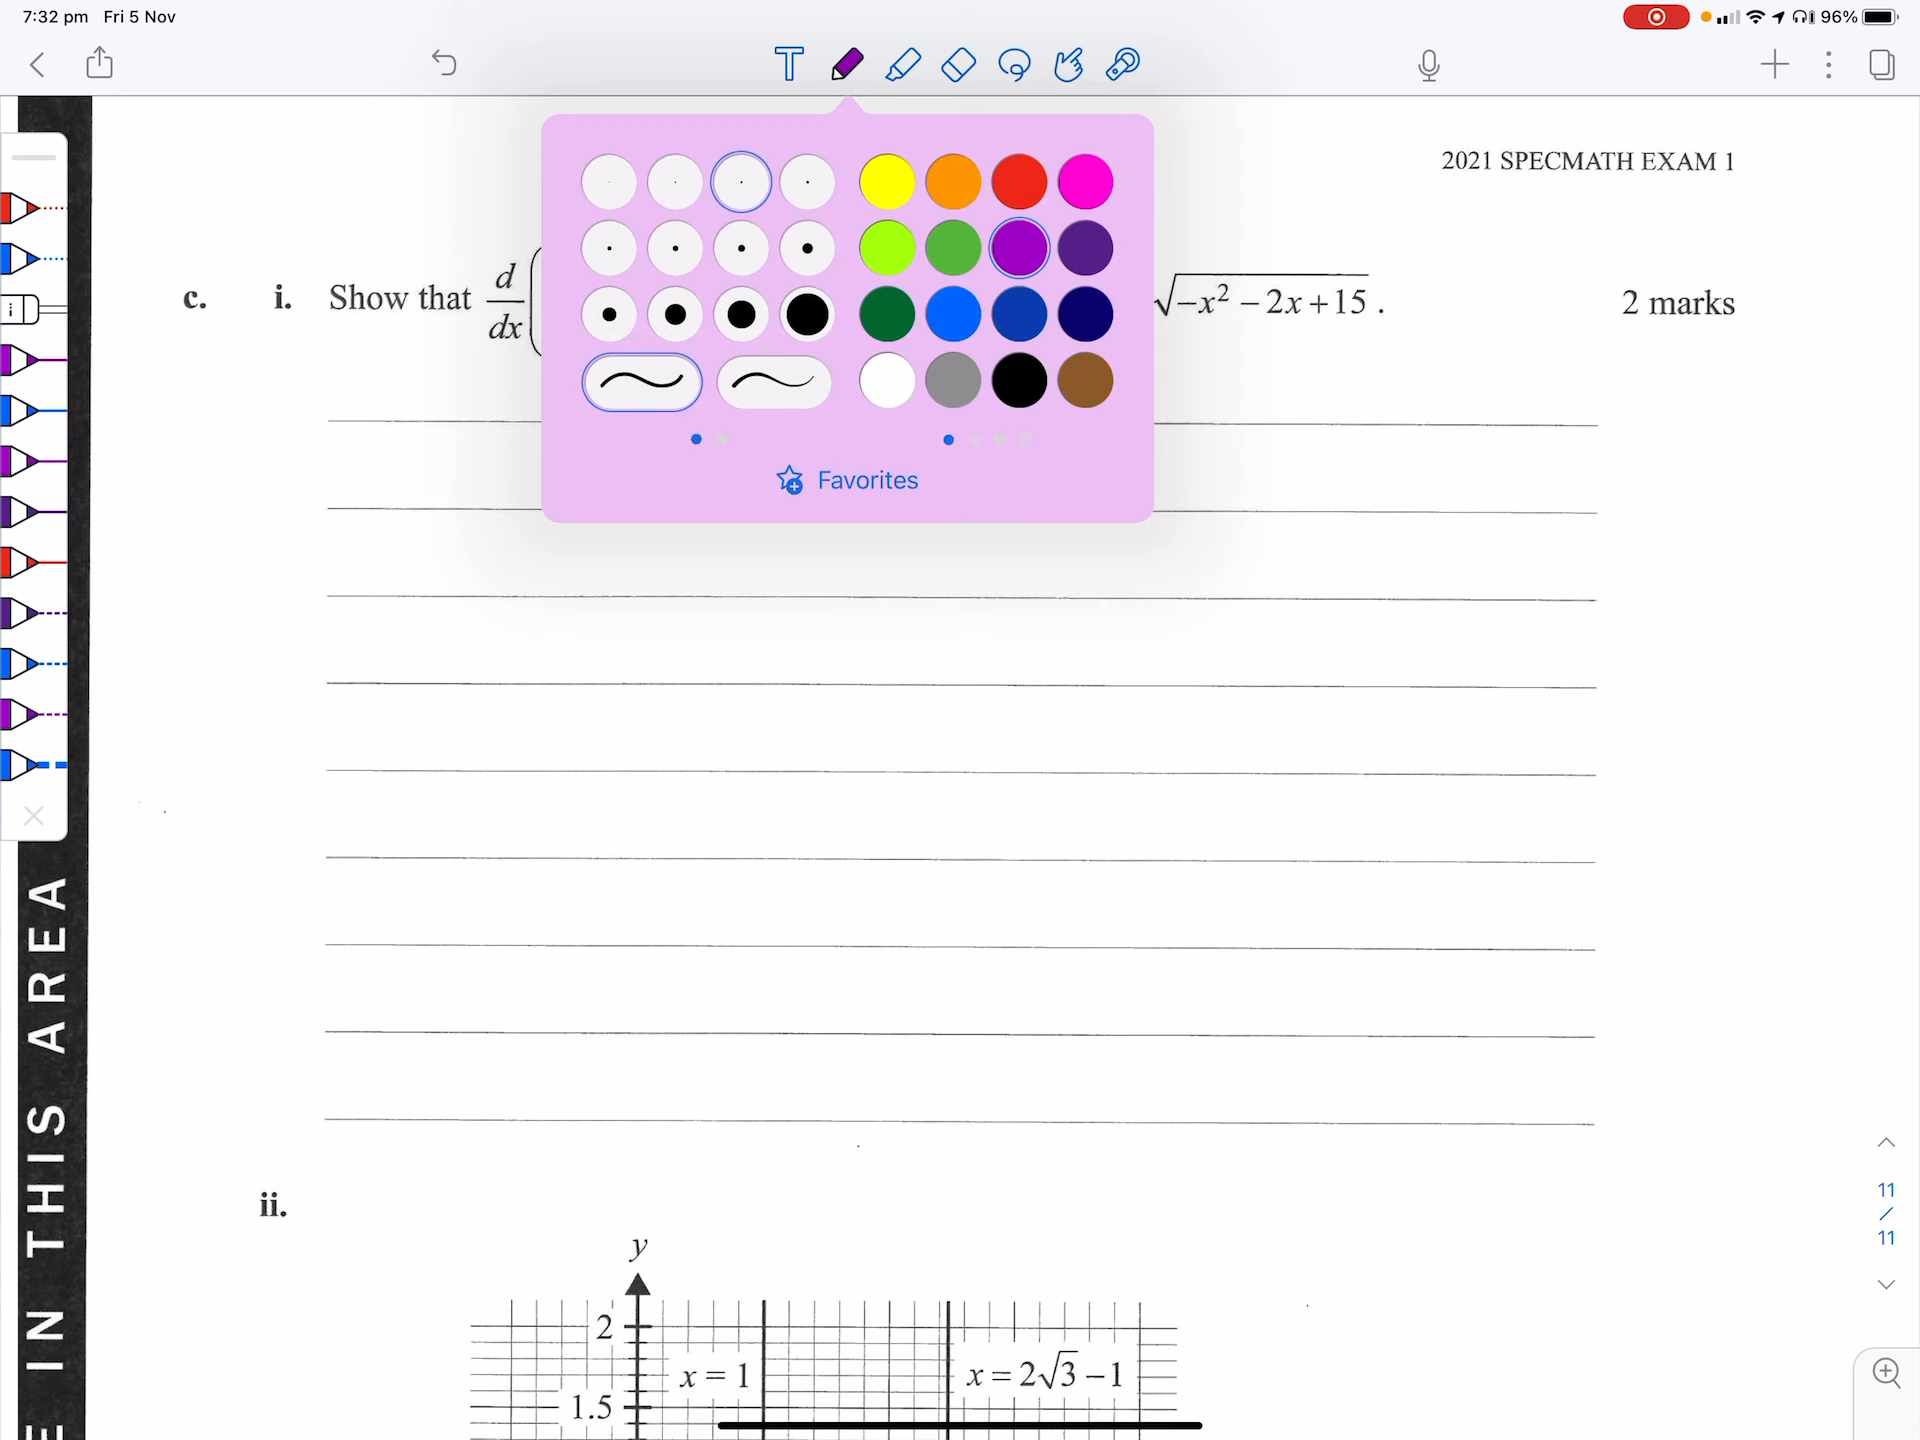 7:32 pm Fri 5 Nov
96%
T
2021 SPECMATH EXAM 1
c. i. Show that d/dx ( √(-x² - 2x + 15) . 2 marks
Favorites
E IN THIS AREA
ii.
y
2
x = 1
x = 2√3 - 1
1.5
11
/
11